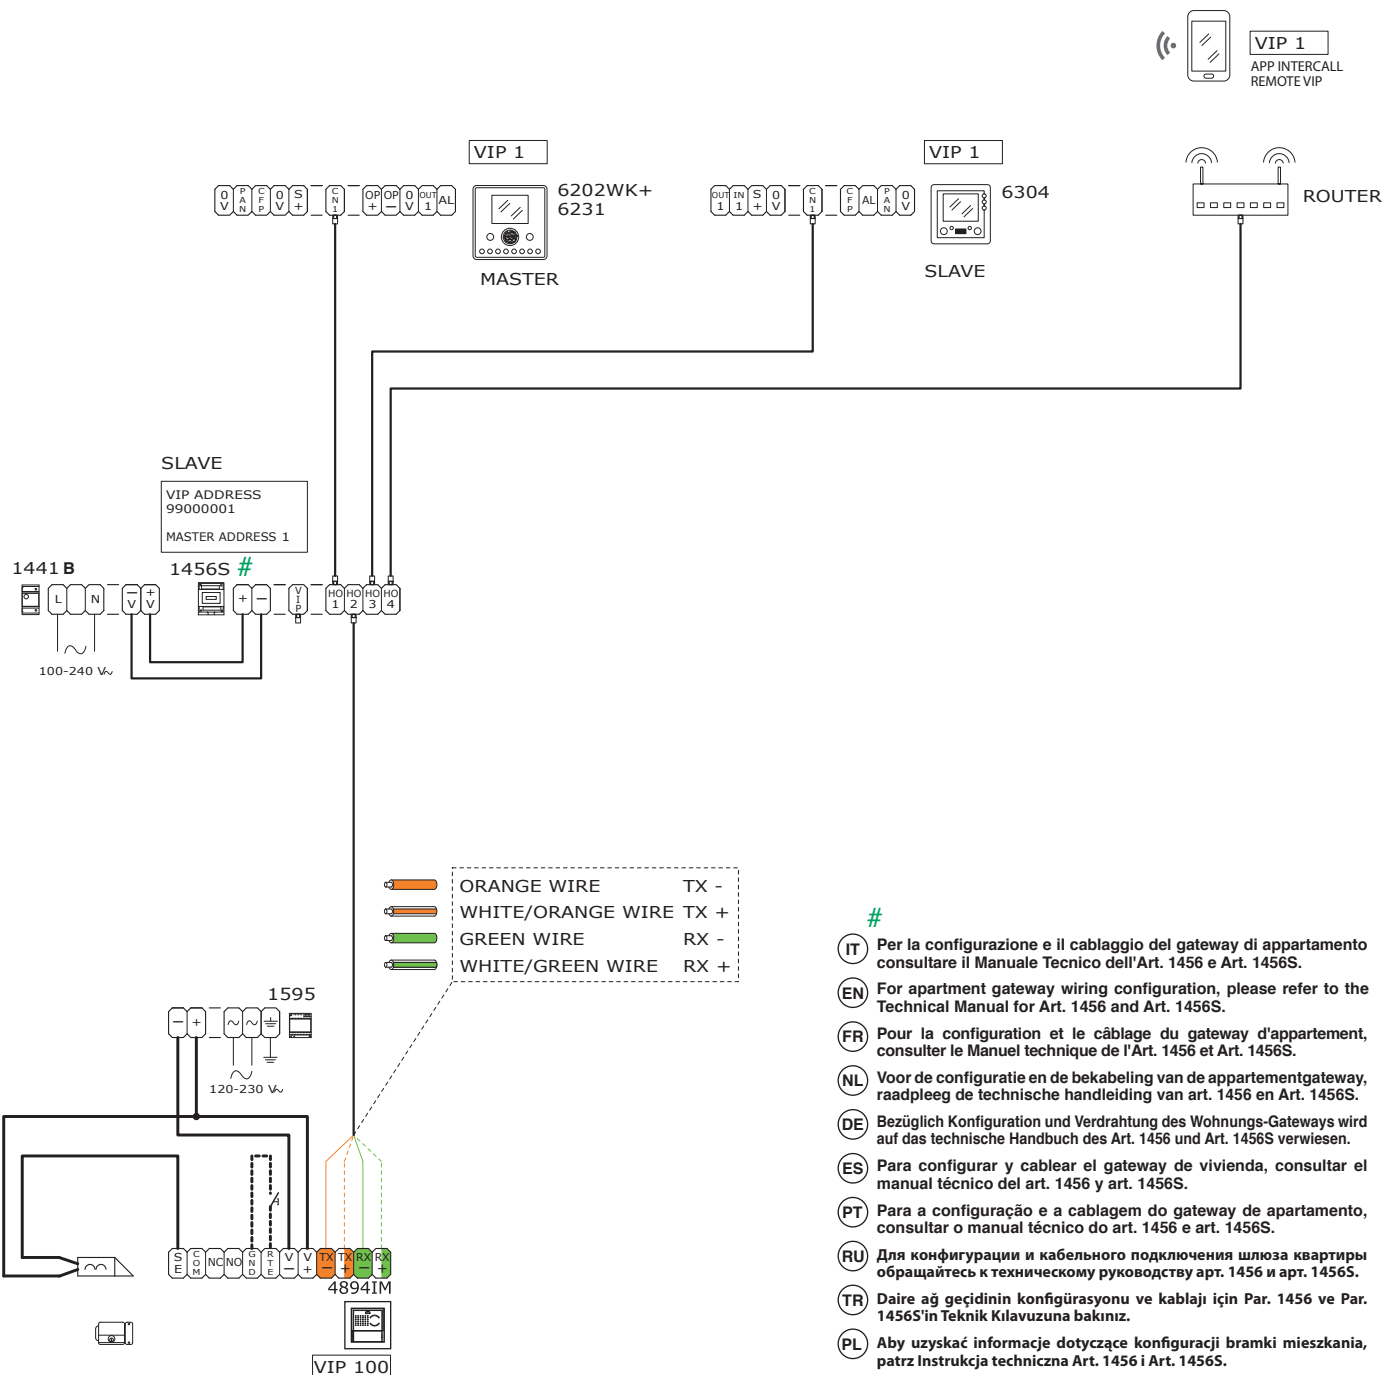 VIP 1
APP INTERCALL
REMOTE VIP
VIP 1
VIP 1
0V PAN CFP 0V S+ CN1 OP+ OP- 0V OUT1 AL
6202WK+
6231
MASTER
OUT1 IN1 S+ 0V CN1 CFP AL PAN 0V
6304
SLAVE
ROUTER
SLAVE
VIP ADDRESS
99000001
MASTER ADDRESS 1
1441 B
1456S #
L N -V +V + - VIP HO1 HO2 HO3 HO4
100-240 V~
ORANGE WIRE TX -
WHITE/ORANGE WIRE TX +
GREEN WIRE RX -
WHITE/GREEN WIRE RX +
1595
- + ~ ~
120-230 V~
SE COM NC NO GND RTE V- V+ TX- TX+ RX- RX+
4894IM
VIP 100
#
IT Per la configurazione e il cablaggio del gateway di appartamento
consultare il Manuale Tecnico dell'Art. 1456 e Art. 1456S.
EN For apartment gateway wiring configuration, please refer to the
Technical Manual for Art. 1456 and Art. 1456S.
FR Pour la configuration et le câblage du gateway d'appartement,
consulter le Manuel technique de l'Art. 1456 et Art. 1456S.
NL Voor de configuratie en de bekabeling van de appartementgateway,
raadpleeg de technische handleiding van art. 1456 en Art. 1456S.
DE Bezüglich Konfiguration und Verdrahtung des Wohnungs-Gateways wird
auf das technische Handbuch des Art. 1456 und Art. 1456S verwiesen.
ES Para configurar y cablear el gateway de vivienda, consultar el
manual técnico del art. 1456 y art. 1456S.
PT Para a configuração e a cablagem do gateway de apartamento,
consultar o manual técnico do art. 1456 e art. 1456S.
RU Для конфигурации и кабельного подключения шлюза квартиры
обращайтесь к техническому руководству арт. 1456 и арт. 1456S.
TR Daire ağ geçidinin konfigürasyonu ve kablajı için Par. 1456 ve Par.
1456S'in Teknik Kılavuzuna bakınız.
PL Aby uzyskać informacje dotyczące konfiguracji bramki mieszkania,
patrz Instrukcja techniczna Art. 1456 i Art. 1456S.